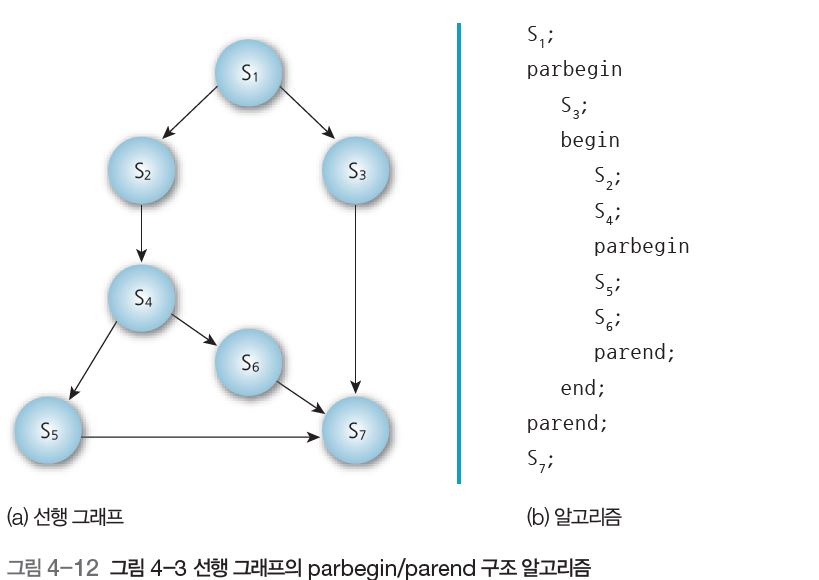 S₁
S₂
S₃
S₄
S₆
S₅
S₇
(a) 선행 그래프
S₁;
parbegin
S₃;
begin
S₂;
S₄;
parbegin
S₅;
S₆;
parend;
end;
parend;
S₇;
(b) 알고리즘
그림 4-12 그림 4-3 선행 그래프의 parbegin/parend 구조 알고리즘